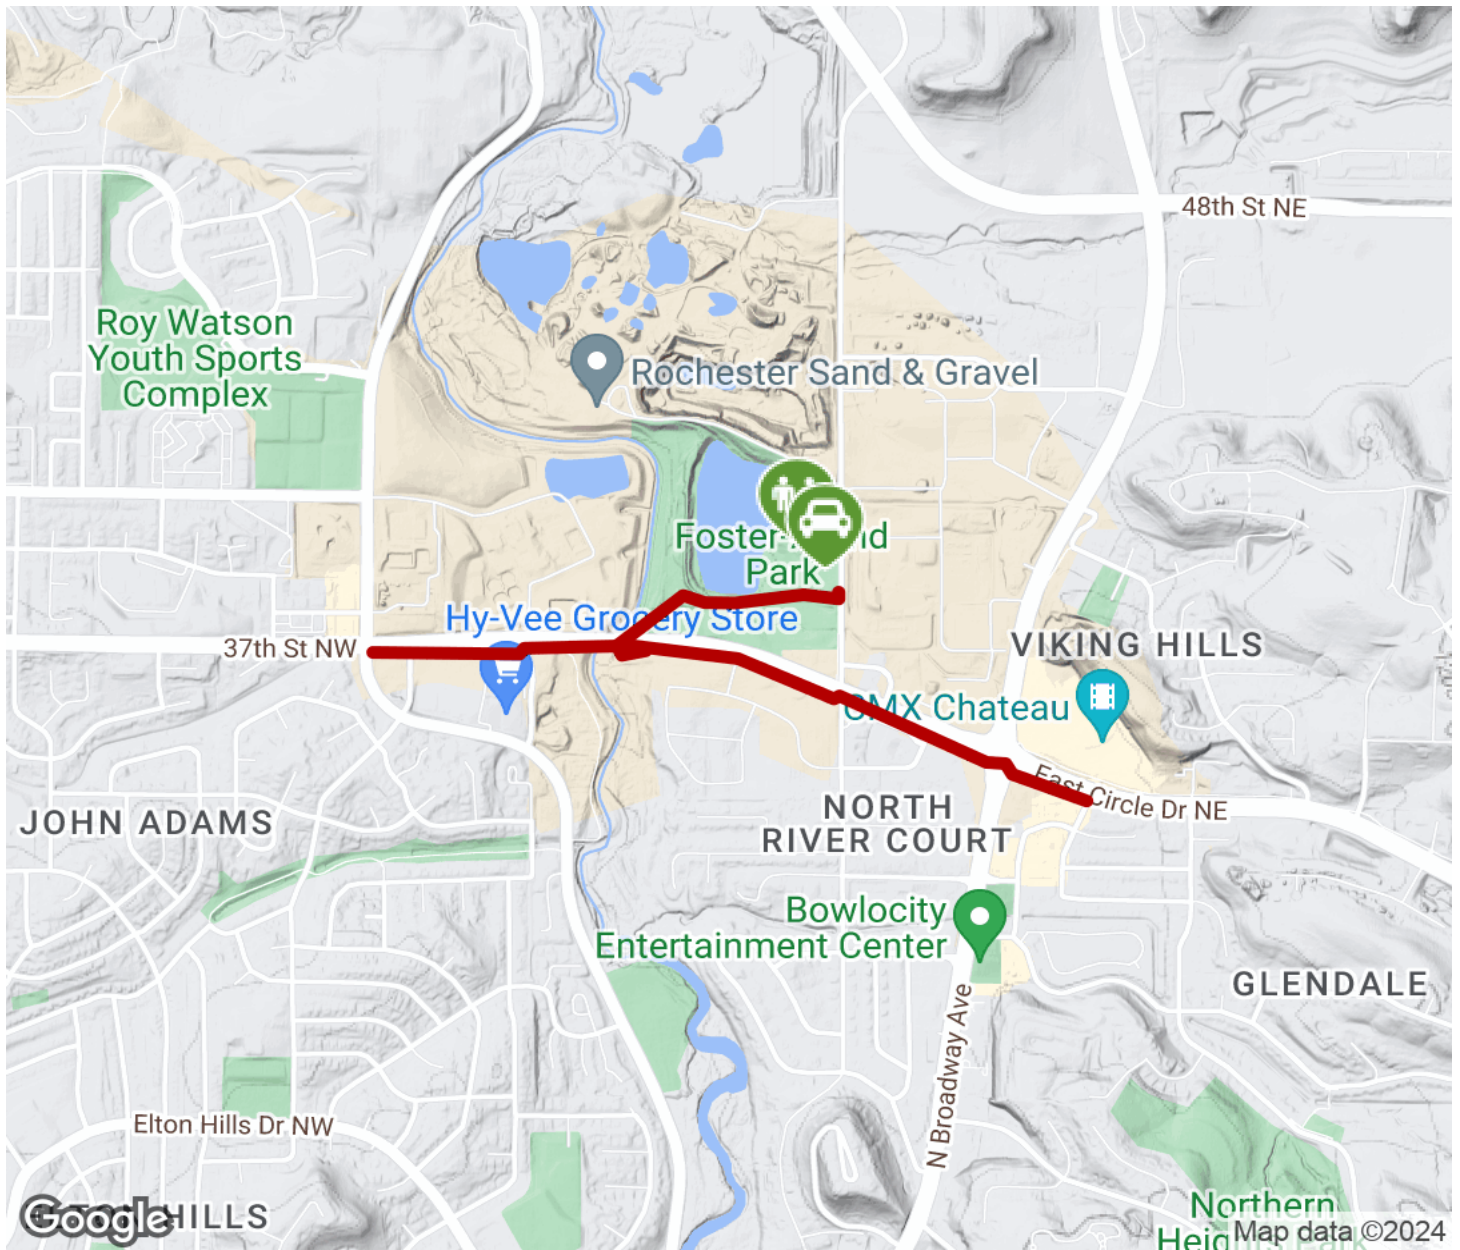 48th St NE
Roy Watson
Youth Sports
Complex
Rochester Sand & Gravel
Park
Hy-Vee Grocery Store
37th St NW
VIKING HILLS
CMX Chateau
East Circle Dr NE
NORTH
RIVER COURT
JOHN ADAMS
Bowlocity
Entertainment Center
GLENDALE
N Broadway Ave
Elton Hills Dr NW
Northern
HILLS
Google
Map data ©2024